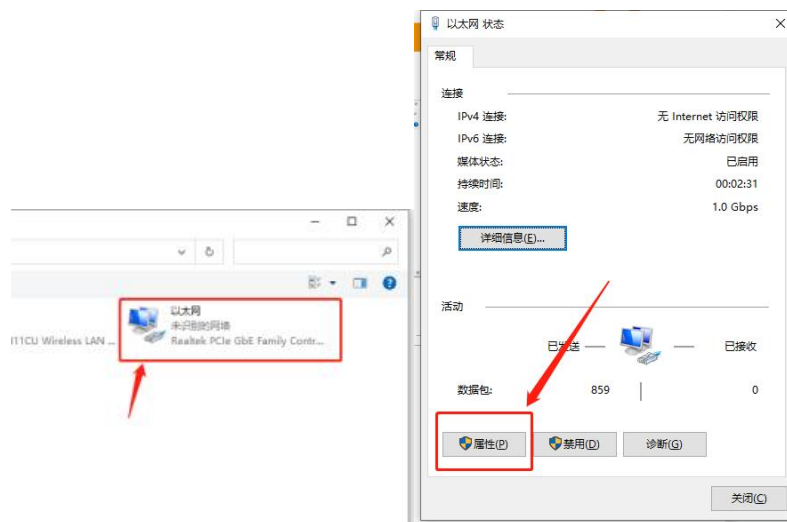 以太网
未识别的网络
Realtek PCIe GbE Family Contr...
11CU Wireless LAN ...
以太网 状态
常规
连接
IPv4 连接: 无 Internet 访问权限
IPv6 连接: 无网络访问权限
媒体状态: 已启用
持续时间: 00:02:31
速度: 1.0 Gbps
详细信息(E)...
活动
已发送 已接收
数据包: 859 0
属性(P) 禁用(D) 诊断(G)
关闭(C)